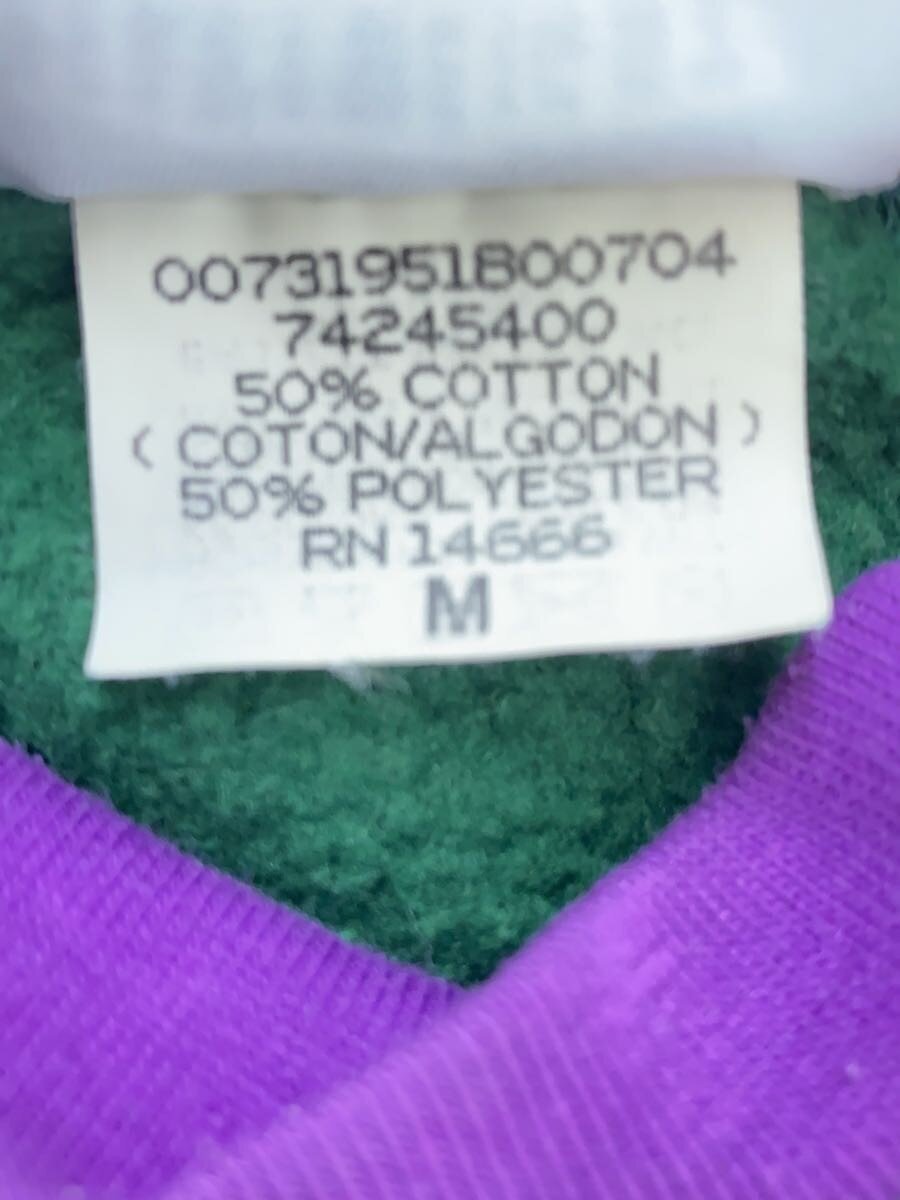 00731951800704
74245400
50% COTTON
( COTON/ALGODON )
50% POLYESTER
RN 14666
M